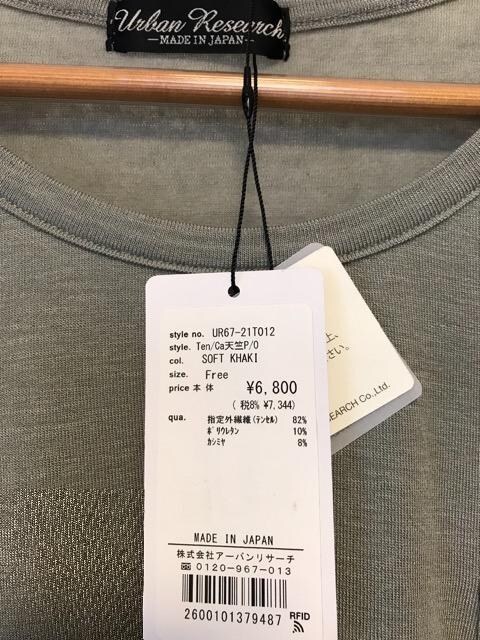 Urban Research
MADE IN JAPAN
style no. UR67-21T012
style. Ten/Ca天竺P/O
col. SOFT KHAKI
size. Free
price 本体 ¥6,800
( 税8% ¥7,344)
qua. 指定外繊維(テンセル) 82%
ポリウレタン 10%
カシミヤ 8%
MADE IN JAPAN
株式会社アーバンリサーチ
0120-967-013
2600101379487
RFID
上、
さい。
SEARCH Co.,Ltd.